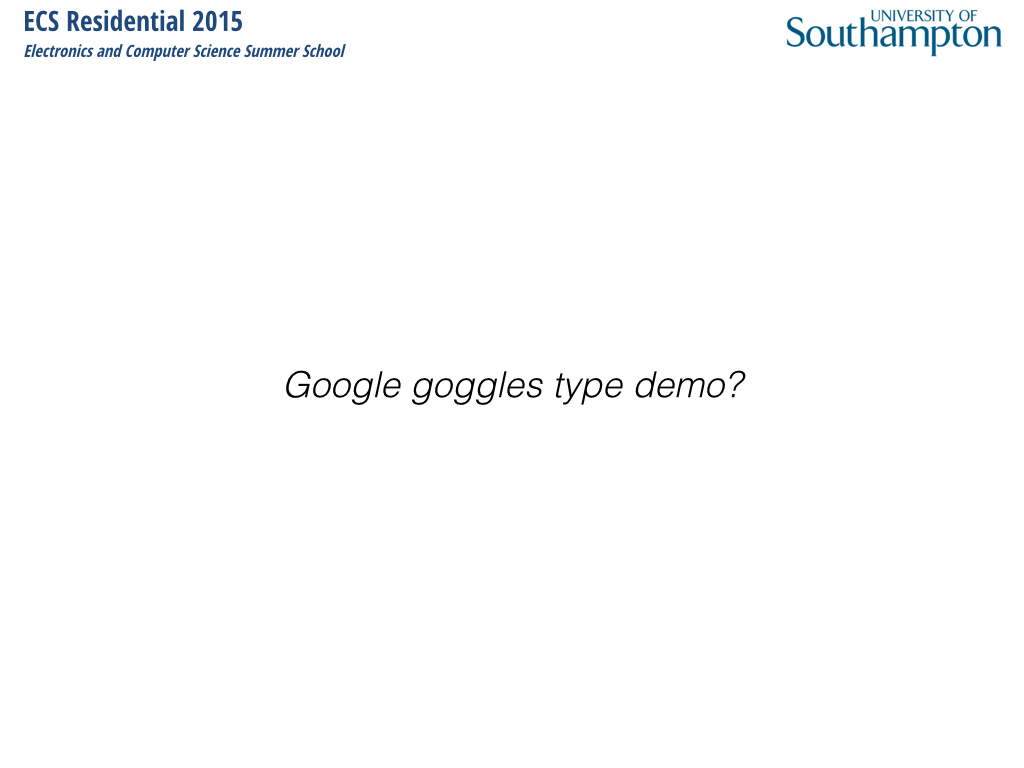 ECS Residential 2015
Electronics and Computer Science Summer School
UNIVERSITY OF
Southampton
Google goggles type demo?